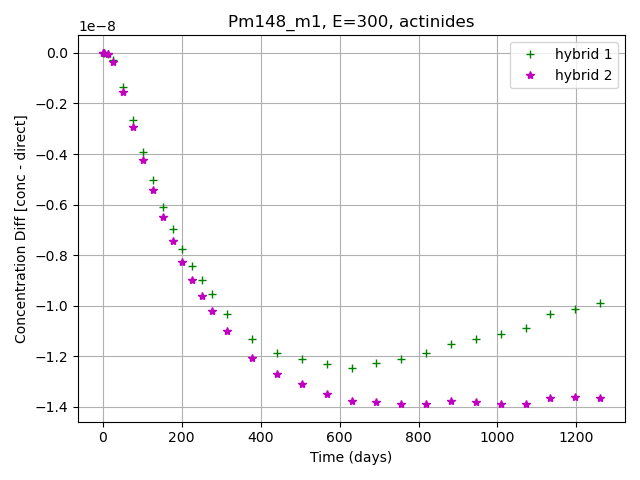 Pm148_m1, E=300, actinides
1e−8
hybrid 1
hybrid 2
0.0
−0.2
−0.4
−0.6
−0.8
−1.0
−1.2
−1.4
Concentration Diff [conc - direct]
0
200
400
600
800
1000
1200
Time (days)